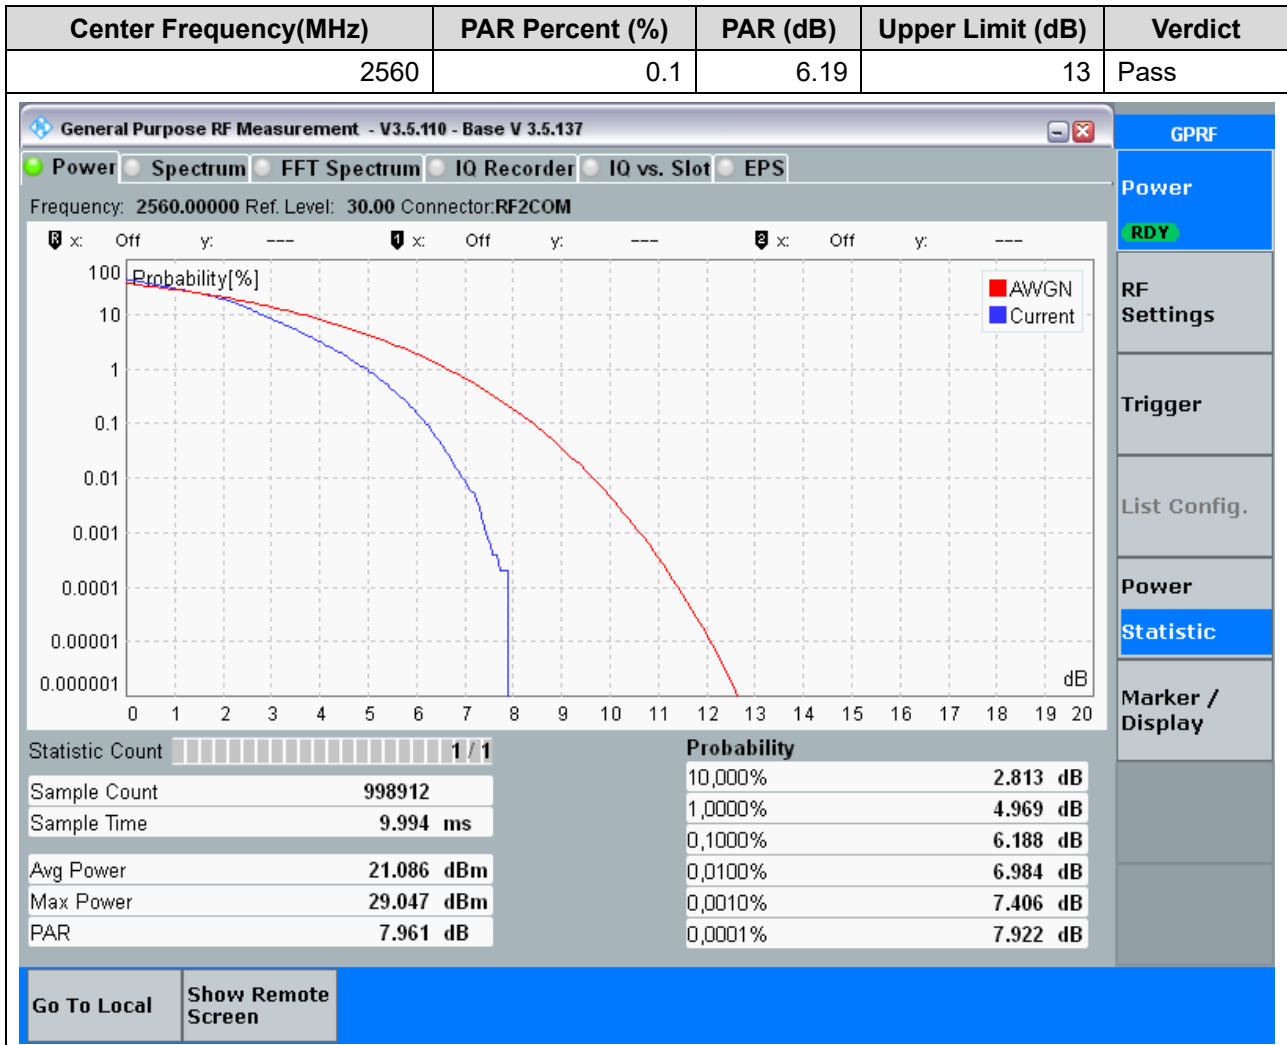 Center Frequency(MHz) PAR Percent (%) PAR (dB) Upper Limit (dB) Verdict
2560 0.1 6.19 13 Pass
General Purpose RF Measurement - V3.5.110 - Base V 3.5.137
GPRF
Power Spectrum FFT Spectrum IQ Recorder IQ vs. Slot EPS
Frequency: 2560.00000 Ref. Level: 30.00 Connector:RF2COM
R x: Off y: --- 1 x: Off y: --- 2 x: Off y: ---
Power
RDY
RF
Settings
Trigger
List Config.
Power
Statistic
Marker /
Display
Probability[%]
AWGN
Current
100
10
1
0.1
0.01
0.001
0.0001
0.00001
0.000001
dB
0 1 2 3 4 5 6 7 8 9 10 11 12 13 14 15 16 17 18 19 20
Statistic Count 1 / 1
Sample Count 998912
Sample Time 9.994 ms
Avg Power 21.086 dBm
Max Power 29.047 dBm
PAR 7.961 dB
Probability
10,000% 2.813 dB
1,0000% 4.969 dB
0,1000% 6.188 dB
0,0100% 6.984 dB
0,0010% 7.406 dB
0,0001% 7.922 dB
Go To Local
Show Remote
Screen